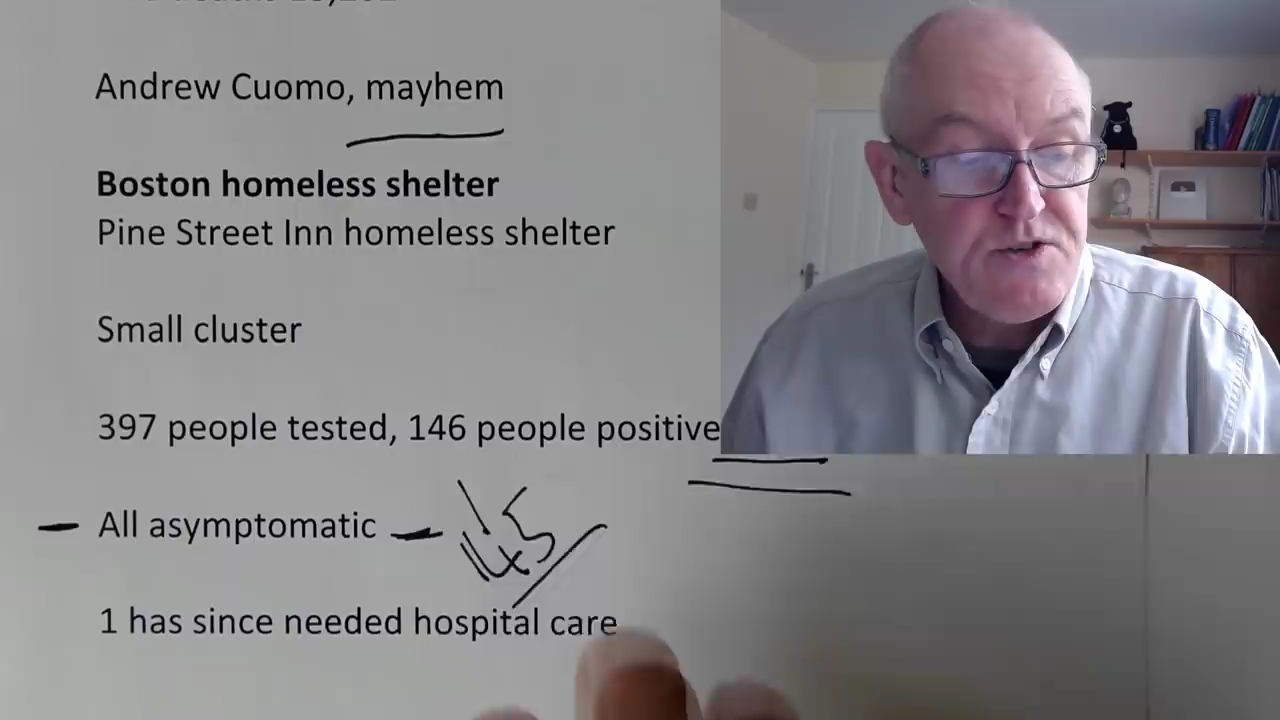 Andrew Cuomo, mayhem
Boston homeless shelter
Pine Street Inn homeless shelter
Small cluster
397 people tested, 146 people positive
All asymptomatic
1 has since needed hospital care